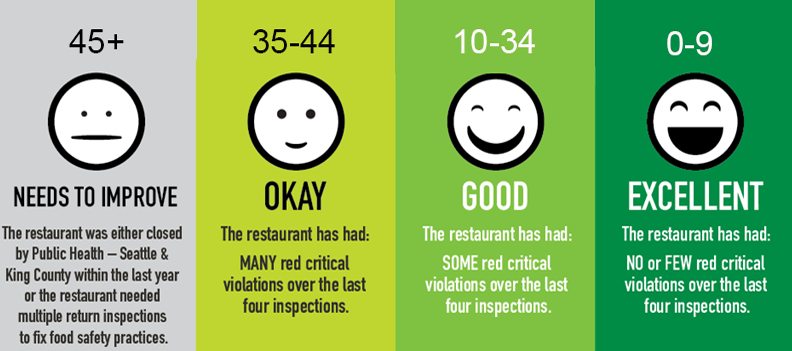 45+
NEEDS TO IMPROVE
The restaurant was either closed
by Public Health – Seattle &
King County within the last year
or the restaurant needed
multiple return inspections
to fix food safety practices.
35-44
OKAY
The restaurant has had:
MANY red critical
violations over the last
four inspections.
10-34
GOOD
The restaurant has had:
SOME red critical
violations over the last
four inspections.
0-9
EXCELLENT
The restaurant has had:
NO or FEW red critical
violations over the last
four inspections.